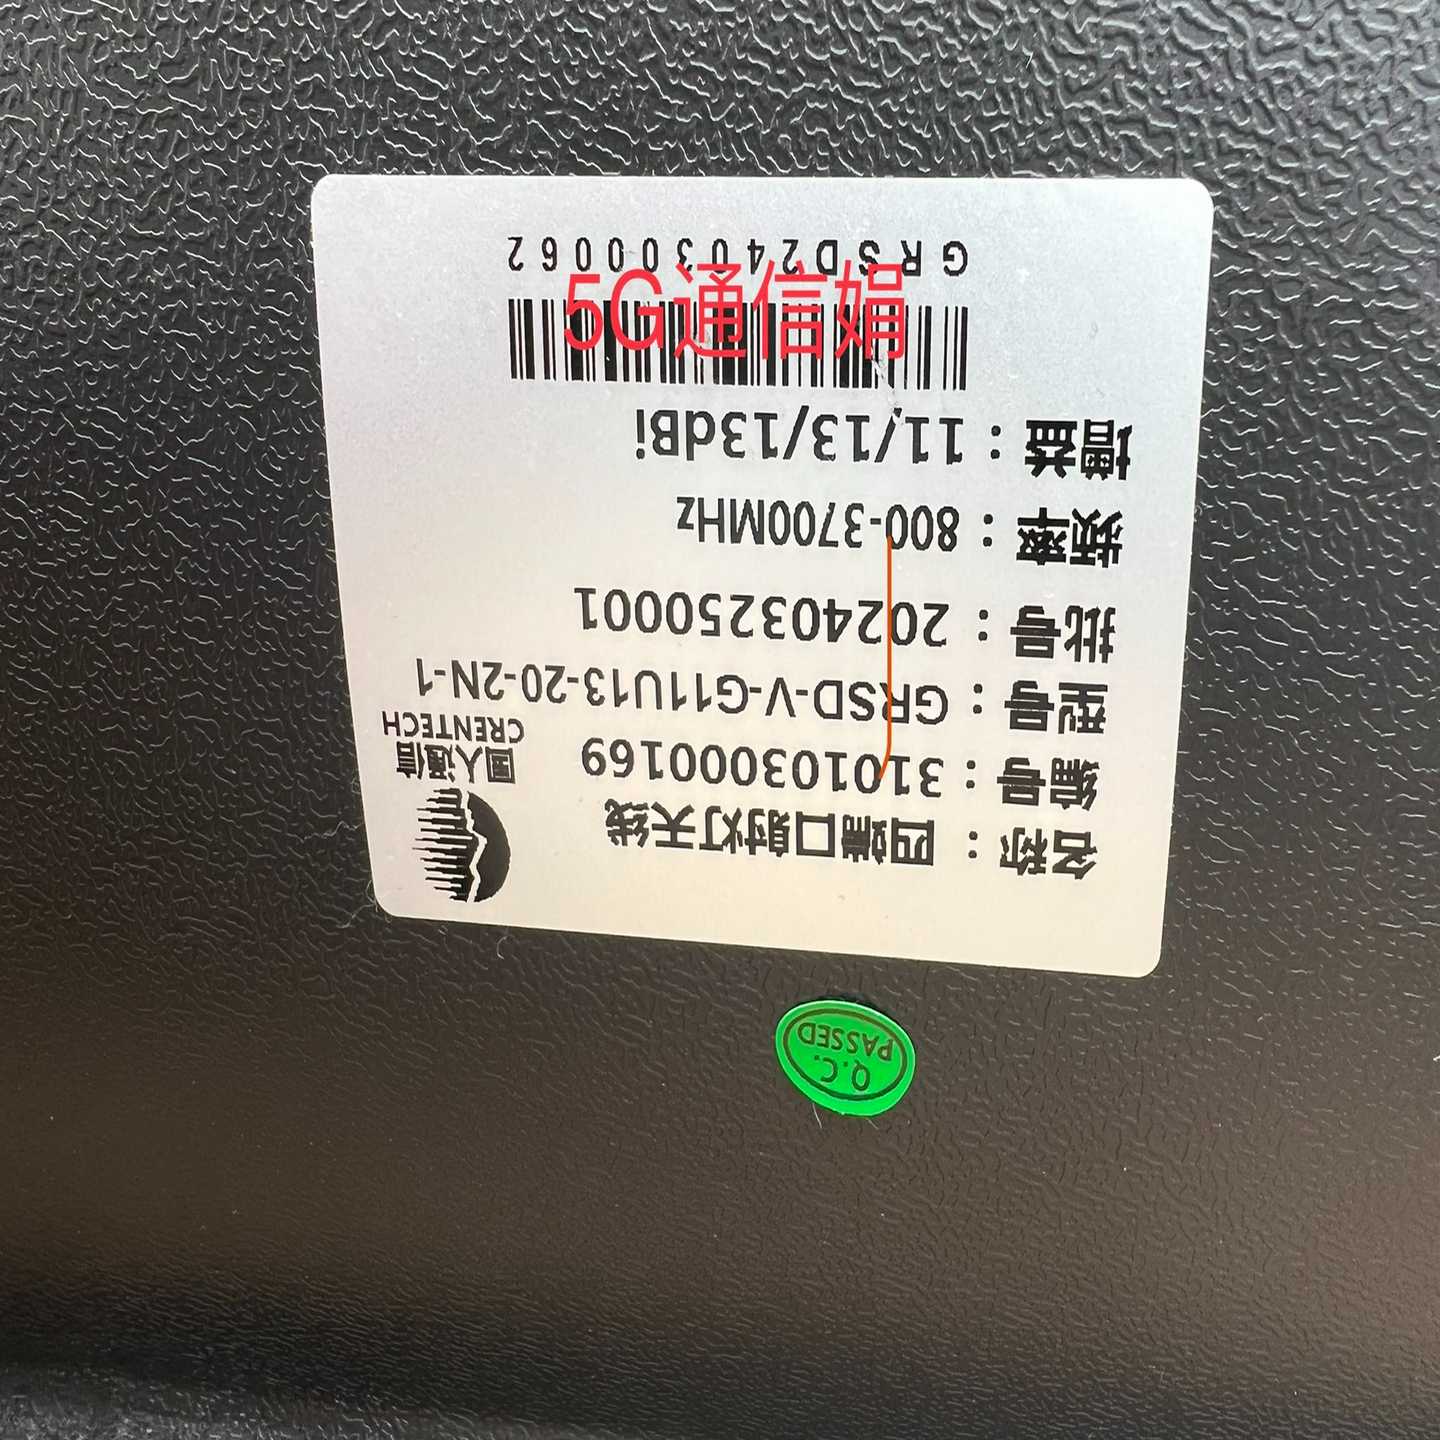 名称：四端口射灯天线
编号：310103000169
国人通信
CRENTECH
型号：GRSD-V-G11U13-20-2N-1
批号：202403250001
频率：800-3700MHz
增益：11/13/13dBi
GRSD240300062
5G通信娟
Q.C.
PASSED